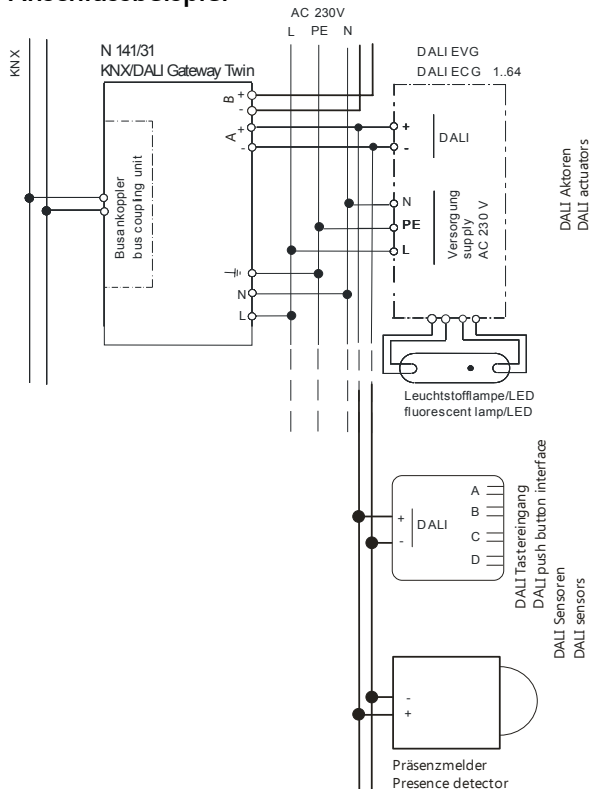 AC 230V
L PE N
KNX
N 141/31
KNX/DALI Gateway Twin
DALI EVG
DALI ECG 1..64
B + -
A + -
Busankoppler
bus coupling unit
N
L
+
-
DALI
N
PE
L
Versorgung
supply
AC 230 V
DALI Aktoren
DALI actuators
Leuchtstofflampe/LED
fluorescent lamp/LED
+
-
DALI
A
B
C
D
DALI Tastereingang
DALI push button interface
DALI Sensoren
DALI sensors
-
+
Präsenzmelder
Presence detector